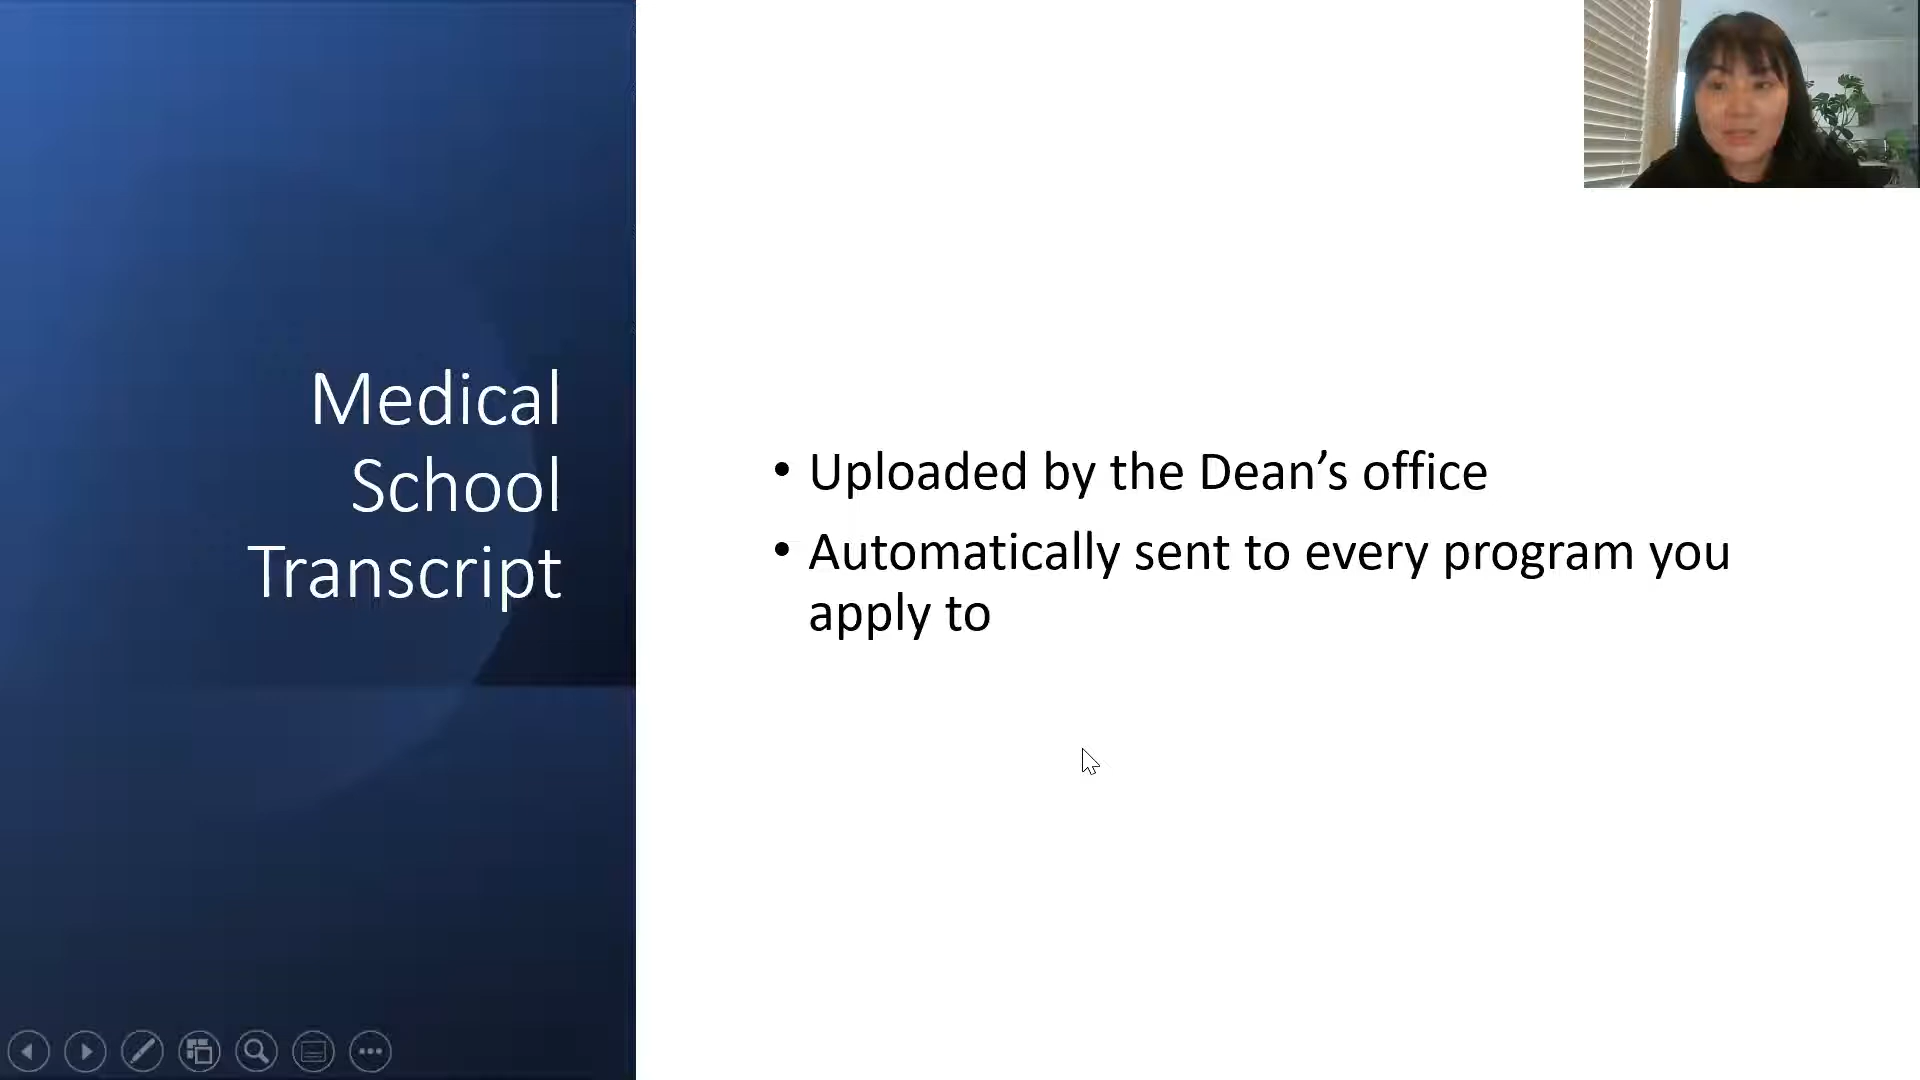 Medical
School
Transcript
• Uploaded by the Dean’s office
• Automatically sent to every program you
apply to